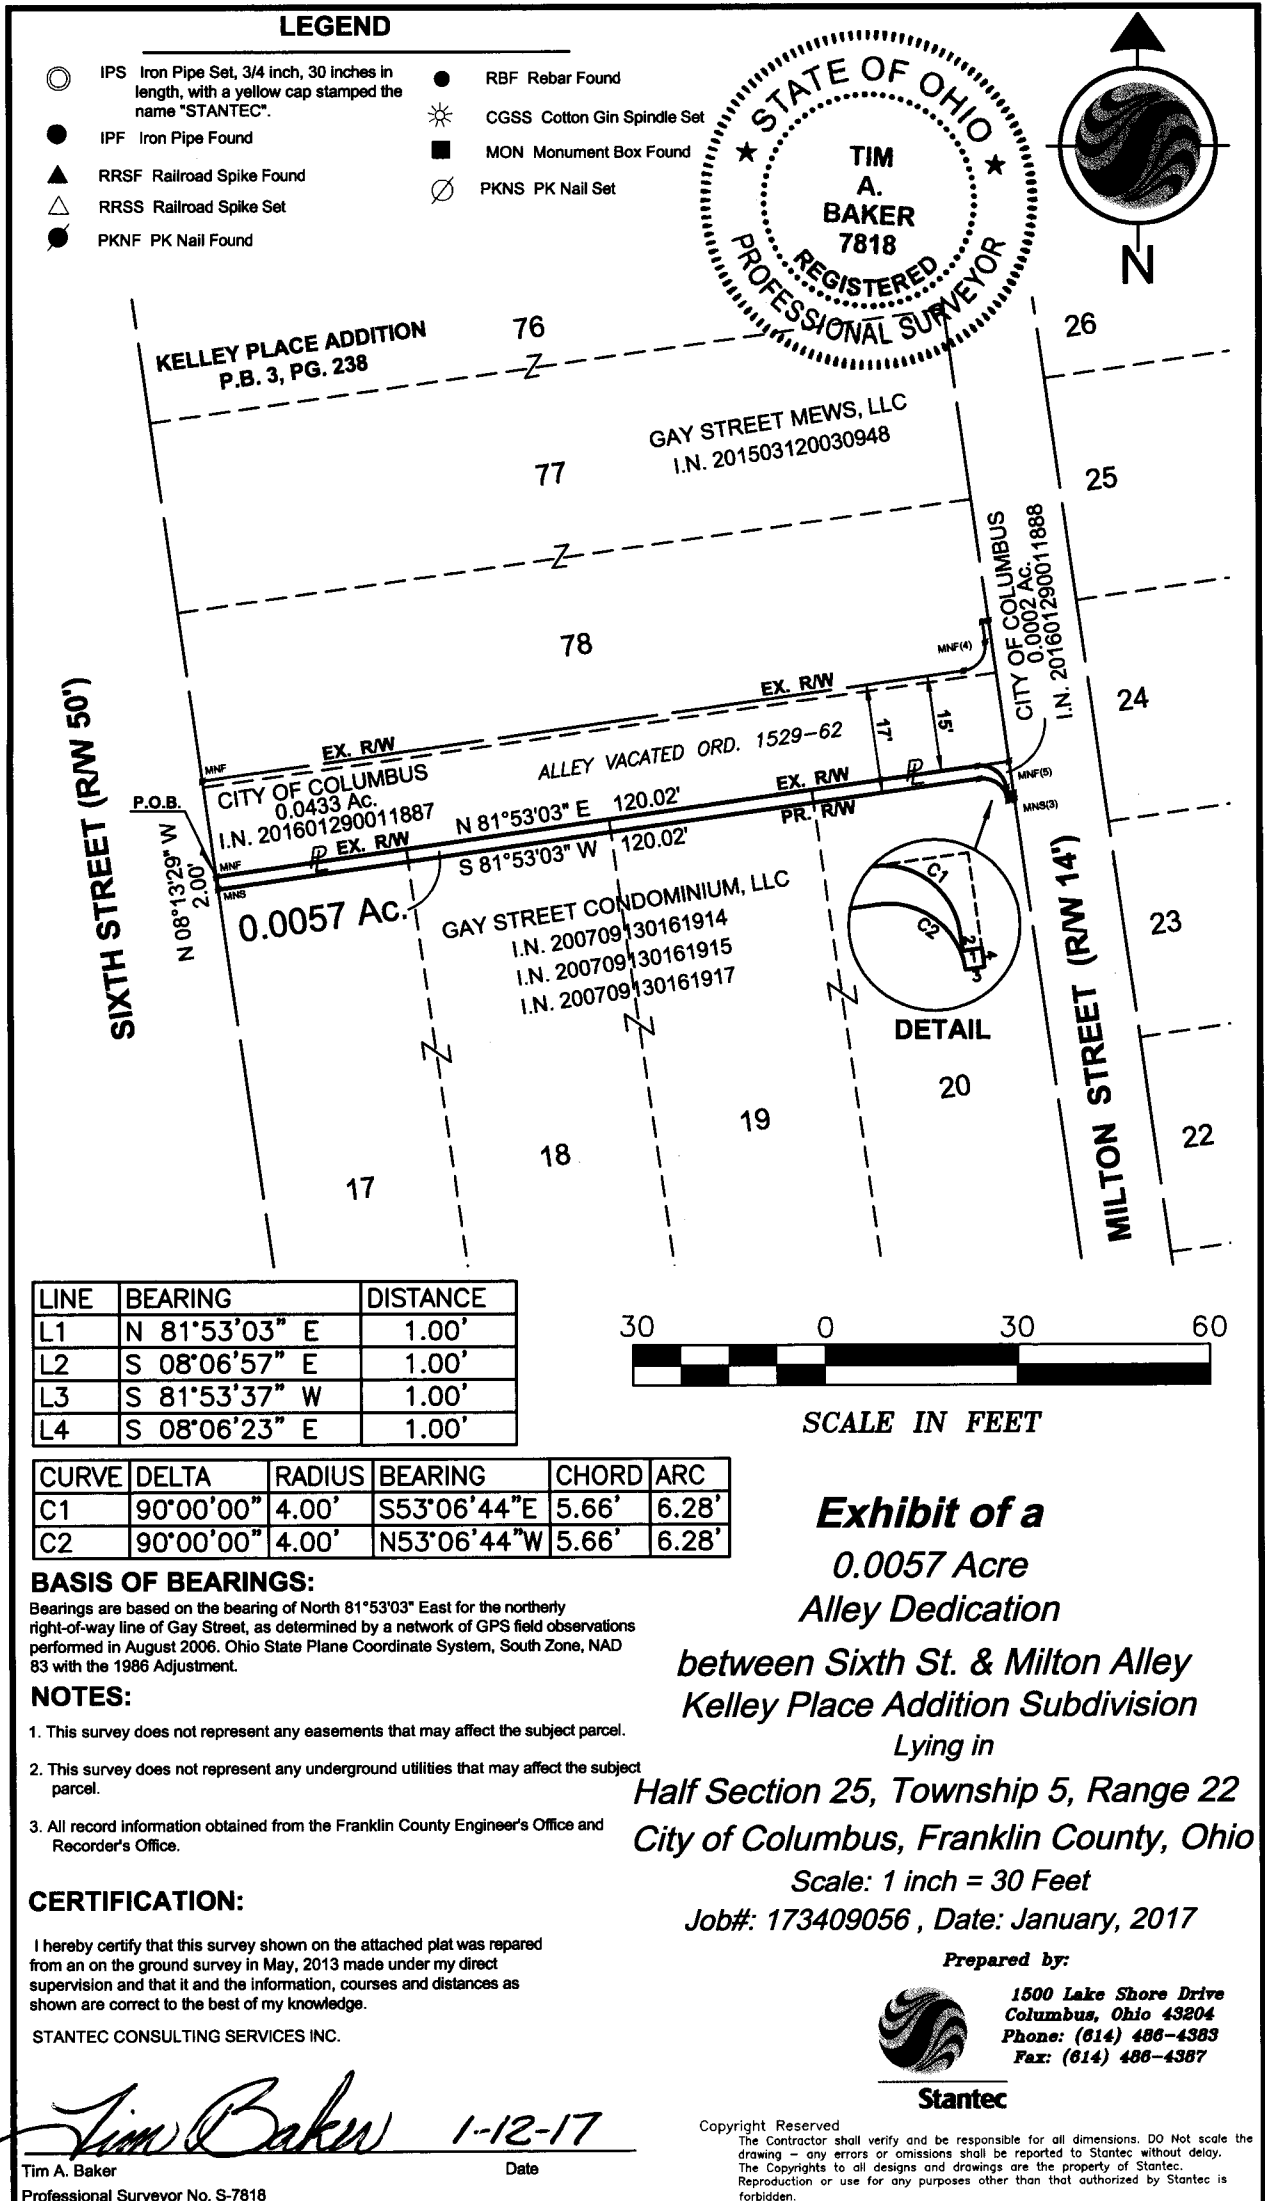 LEGEND
IPS Iron Pipe Set, 3/4 inch, 30 inches in
length, with a yellow cap stamped the
name "STANTEC".
IPF Iron Pipe Found
RRSF Railroad Spike Found
RRSS Railroad Spike Set
PKNF PK Nail Found
RBF Rebar Found
CGSS Cotton Gin Spindle Set
MON Monument Box Found
PKNS PK Nail Set
STATE OF OHIO
TIM
A.
BAKER
7818
REGISTERED
PROFESSIONAL SURVEYOR
N
KELLEY PLACE ADDITION
P.B. 3, PG. 238
76
26
GAY STREET MEWS, LLC
I.N. 201503120030948
77
25
CITY OF COLUMBUS
0.0002 Ac.
I.N. 201601290011888
78
MNF(4)
24
EX. R/W
EX. R/W
ALLEY VACATED ORD. 1529-62
17'
15'
MNF
CITY OF COLUMBUS
0.0433 Ac.
I.N. 201601290011887
P.O.B.
N 81°53'03" E 120.02'
EX. R/W
PL
MNF(5)
PR. R/W
MNS(3)
PL EX. R/W
S 81°53'03" W 120.02'
MNF
MNS
N 08°13'29" W
2.00'
0.0057 Ac.
GAY STREET CONDOMINIUM, LLC
I.N. 200709130161914
I.N. 200709130161915
I.N. 200709130161917
C1
C2
2
1
4
3
DETAIL
SIXTH STREET (R/W 50')
MILTON STREET (R/W 14')
23
22
20
19
18
17
LINE BEARING DISTANCE
L1 N 81°53'03" E 1.00'
L2 S 08°06'57" E 1.00'
L3 S 81°53'37" W 1.00'
L4 S 08°06'23" E 1.00'
30 0 30 60
SCALE IN FEET
CURVE DELTA RADIUS BEARING CHORD ARC
C1 90°00'00" 4.00' S53°06'44"E 5.66' 6.28'
C2 90°00'00" 4.00' N53°06'44"W 5.66' 6.28'
BASIS OF BEARINGS:
Bearings are based on the bearing of North 81°53'03" East for the northerly
right-of-way line of Gay Street, as determined by a network of GPS field observations
performed in August 2006. Ohio State Plane Coordinate System, South Zone, NAD
83 with the 1986 Adjustment.
NOTES:
1. This survey does not represent any easements that may affect the subject parcel.
2. This survey does not represent any underground utilities that may affect the subject
parcel.
3. All record information obtained from the Franklin County Engineer's Office and
Recorder's Office.
CERTIFICATION:
I hereby certify that this survey shown on the attached plat was repared
from an on the ground survey in May, 2013 made under my direct
supervision and that it and the information, courses and distances as
shown are correct to the best of my knowledge.
STANTEC CONSULTING SERVICES INC.
Tim Baker 1-12-17
Tim A. Baker Date
Professional Surveyor No. S-7818
Exhibit of a
0.0057 Acre
Alley Dedication
between Sixth St. & Milton Alley
Kelley Place Addition Subdivision
Lying in
Half Section 25, Township 5, Range 22
City of Columbus, Franklin County, Ohio
Scale: 1 inch = 30 Feet
Job#: 173409056 , Date: January, 2017
Prepared by:
1500 Lake Shore Drive
Columbus, Ohio 43204
Phone: (614) 486-4383
Fax: (614) 486-4387
Stantec
Copyright Reserved
The Contractor shall verify and be responsible for all dimensions. DO Not scale the
drawing - any errors or omissions shall be reported to Stantec without delay.
The Copyrights to all designs and drawings are the property of Stantec.
Reproduction or use for any purposes other than that authorized by Stantec is
forbidden.